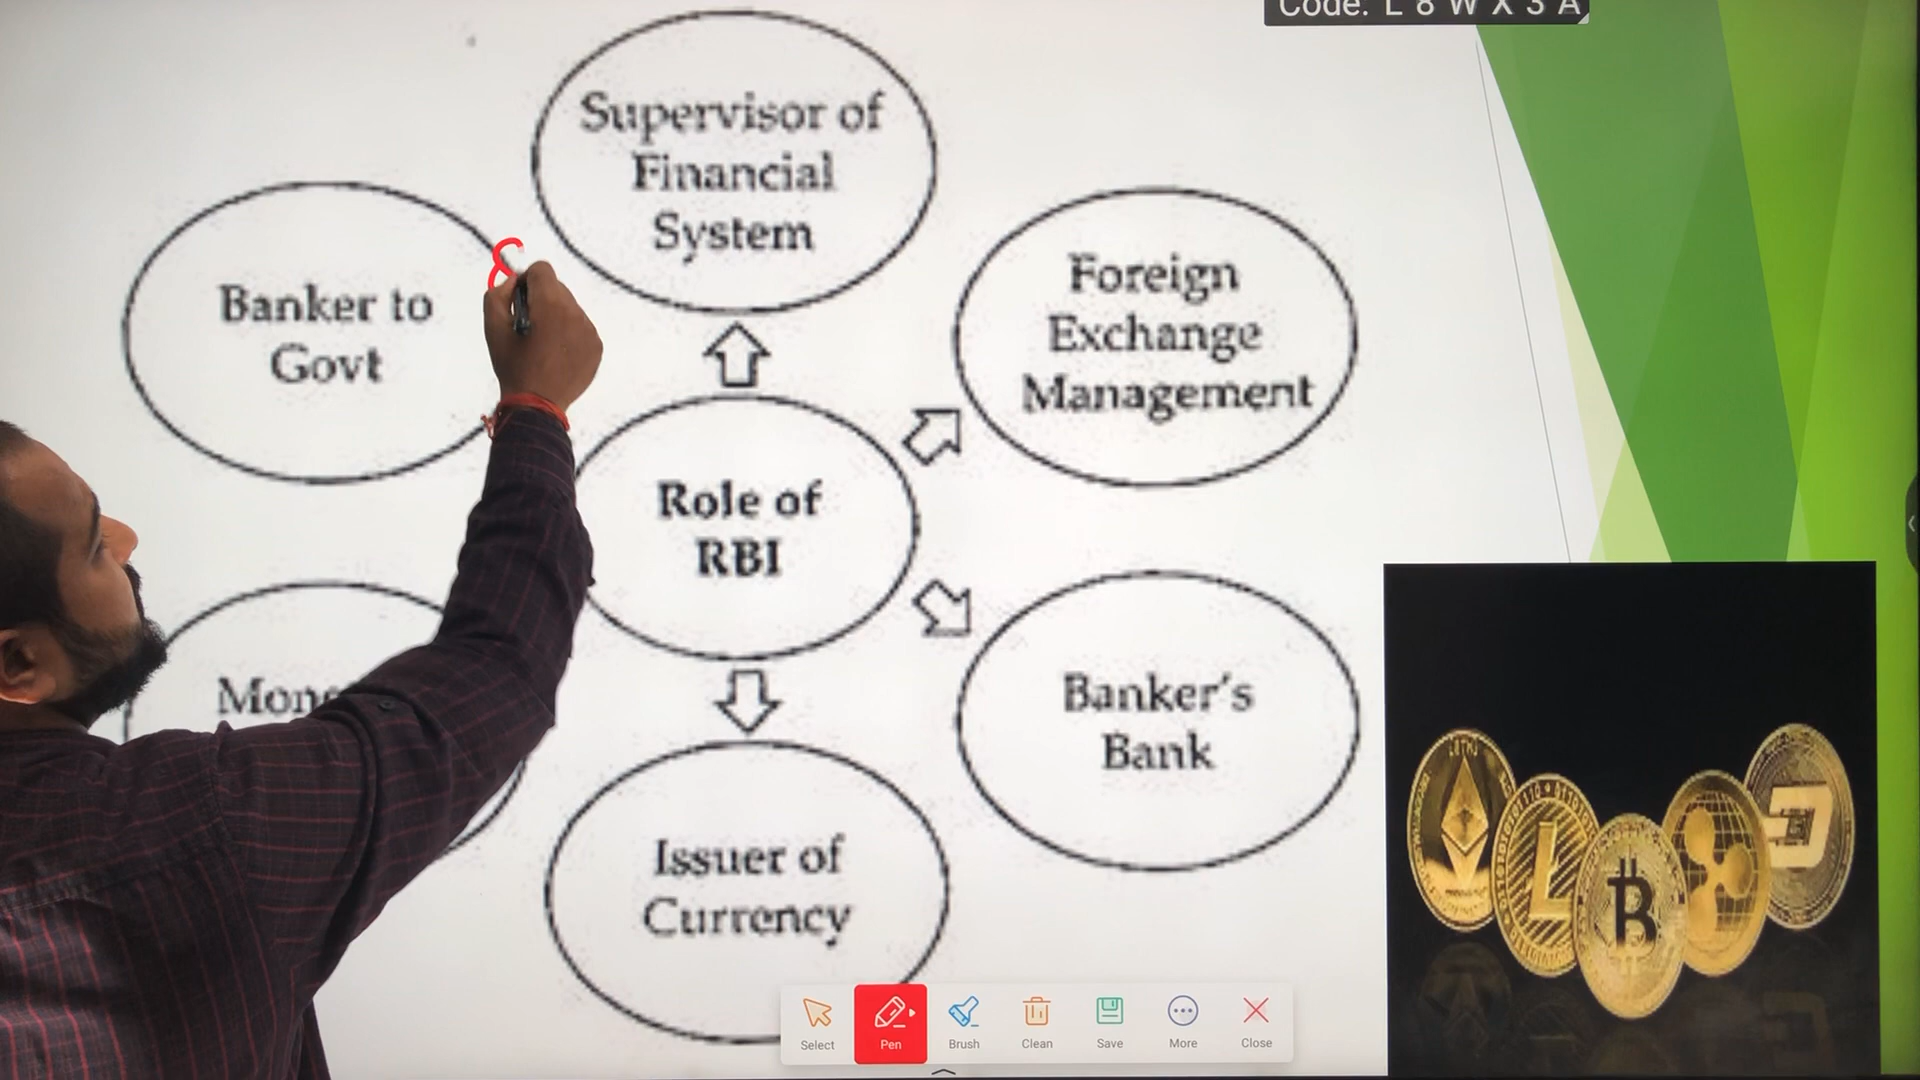 Code: L 8 W X 3 A
Supervisor of
Financial
System
Banker to
Govt
Foreign
Exchange
Management
Role of
RBI
Banker's
Bank
Issuer of
Currency
Select
Pen
Brush
Clean
Save
More
Close